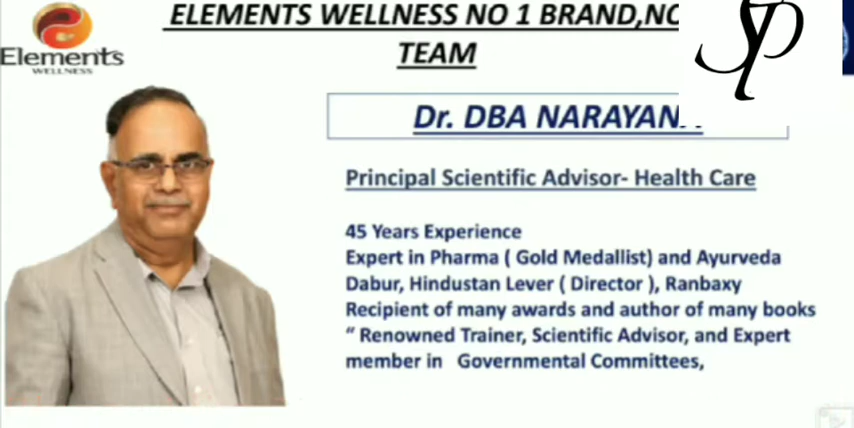 Elements
WELLNESS
ELEMENTS WELLNESS NO 1 BRAND,NO
TEAM
Dr. DBA NARAYANA
Principal Scientific Advisor- Health Care
45 Years Experience
Expert in Pharma ( Gold Medallist) and Ayurveda
Dabur, Hindustan Lever ( Director ), Ranbaxy
Recipient of many awards and author of many books
“ Renowned Trainer, Scientific Advisor, and Expert
member in Governmental Committees,